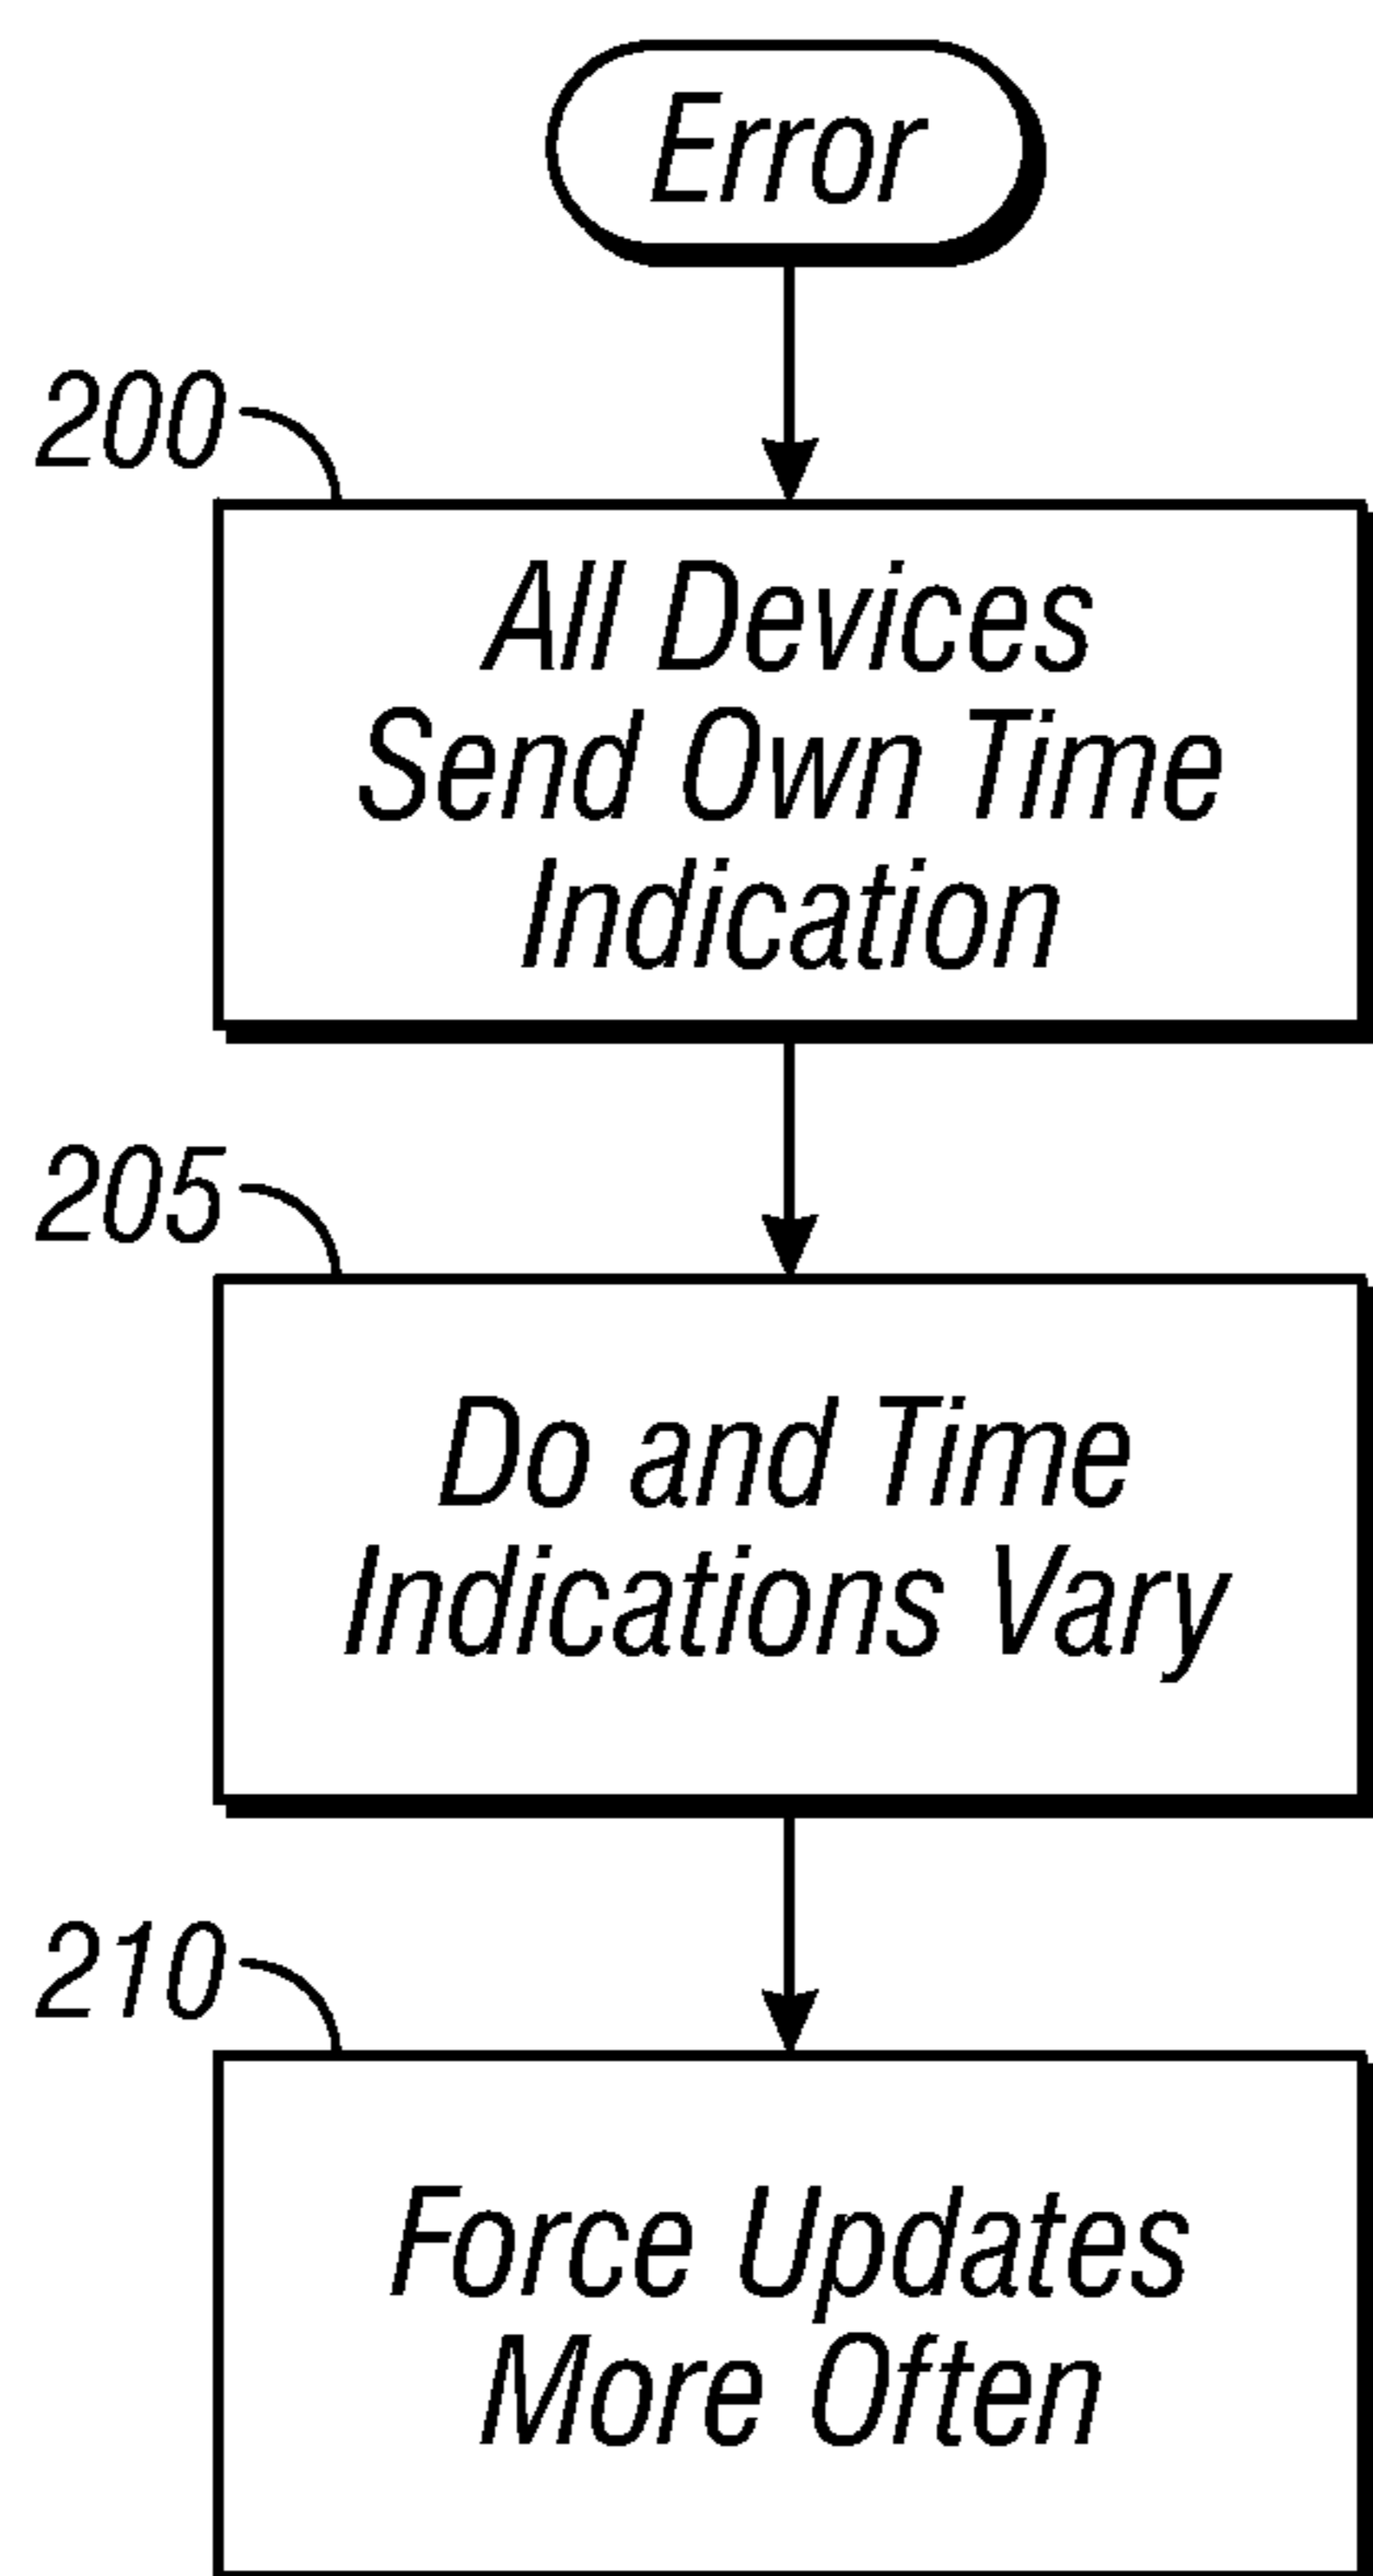 Error
200
All Devices
Send Own Time
Indication
205
Do and Time
Indications Vary
210
Force Updates
More Often